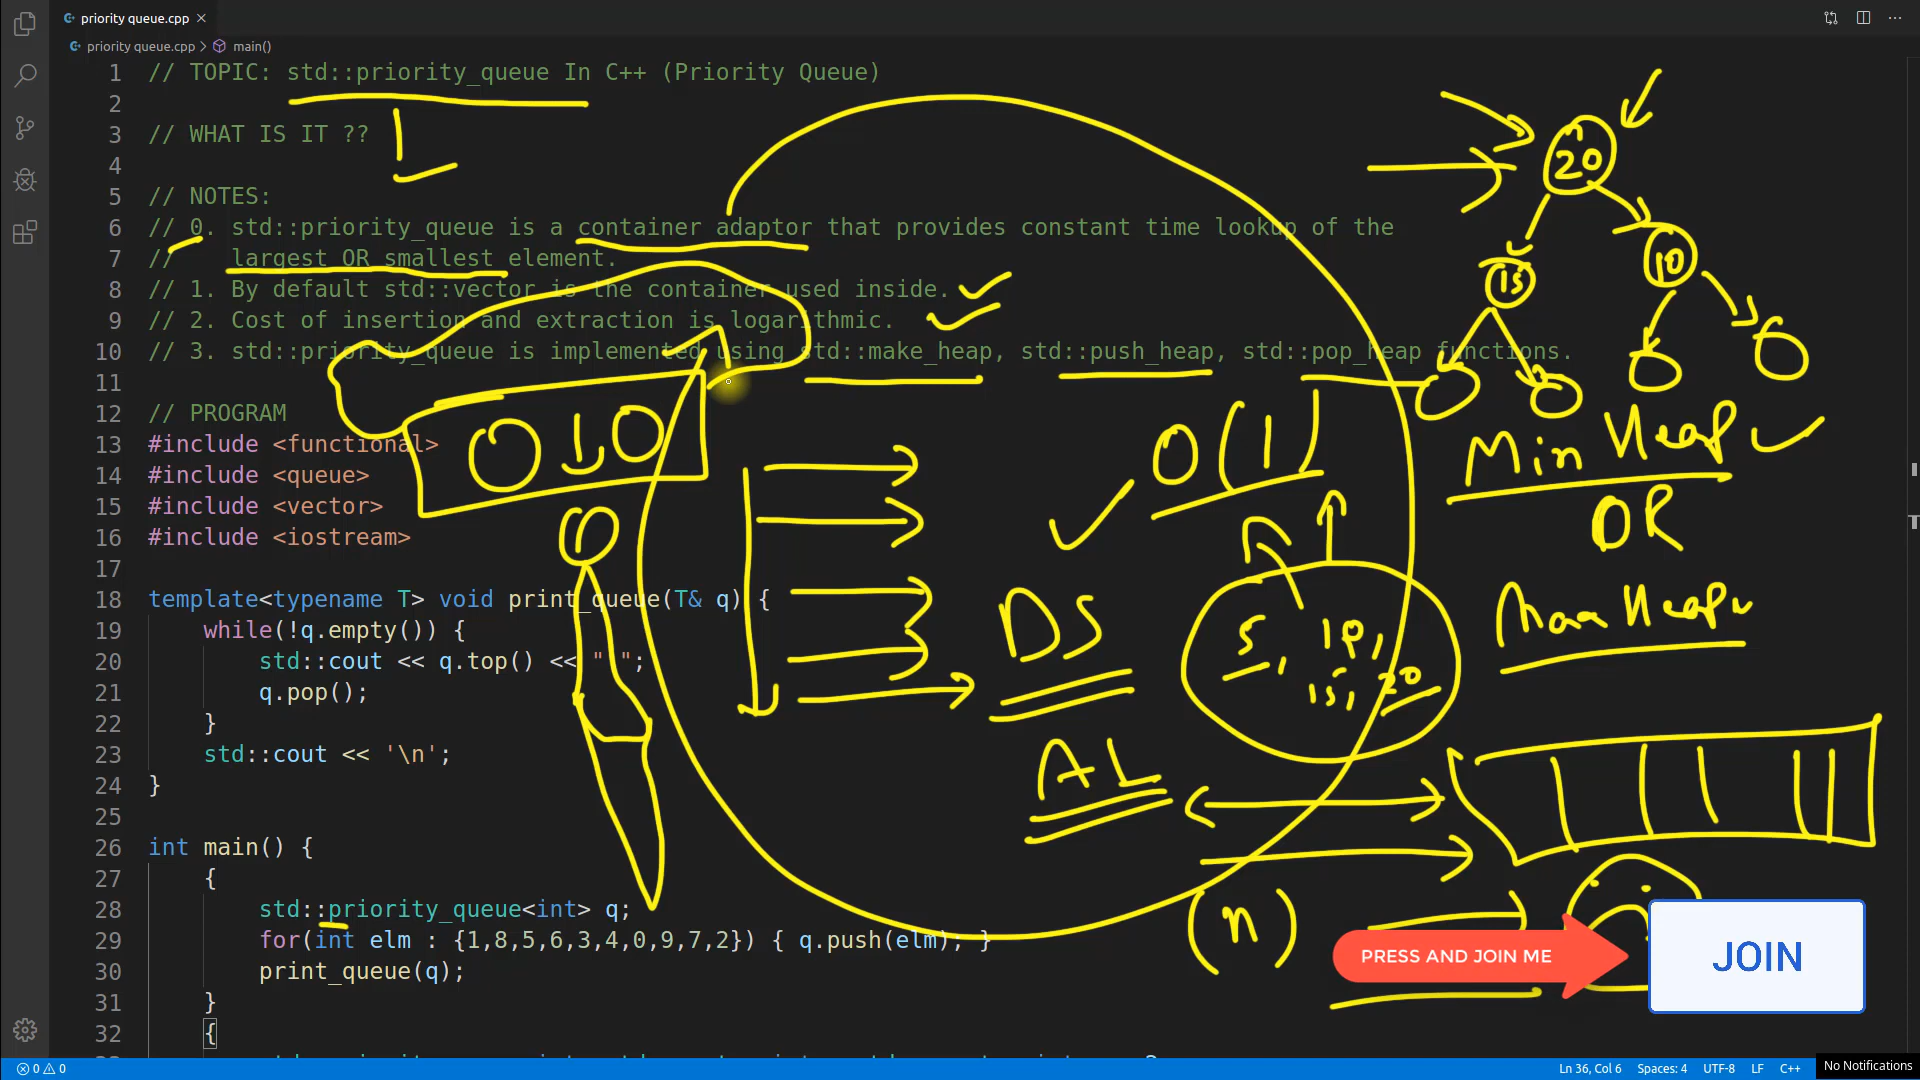 priority queue.cpp
priority queue.cpp > main()
1 // TOPIC: std::priority_queue In C++ (Priority Queue)
2
3 // WHAT IS IT ??
4
5 // NOTES:
6 // 0. std::priority_queue is a container adaptor that provides constant time lookup of the
7 //    largest OR smallest element.
8 // 1. By default std::vector is the container used inside.
9 // 2. Cost of insertion and extraction is logarithmic.
10 // 3. std::priority_queue is implemented using std::make_heap, std::push_heap, std::pop_heap functions.
11
12 // PROGRAM
13 #include <functional>
14 #include <queue>
15 #include <vector>
16 #include <iostream>
17
18 template<typename T> void print_queue(T& q) {
19     while(!q.empty()) {
20         std::cout << q.top() << " ";
21         q.pop();
22     }
23     std::cout << '\n';
24 }
25
26 int main() {
27     {
28         std::priority_queue<int> q;
29         for(int elm : {1,8,5,6,3,4,0,9,7,2}) { q.push(elm); }
30         print_queue(q);
31     }
32     {
33
20
15 10
010
O(1)
Min Heap
OR
Max Heap
DS
5, 10,
15, 20
AL
(n)
PRESS AND JOIN ME
JOIN
0 0
Ln 36, Col 6 Spaces: 4 UTF-8 LF C++ No Notifications